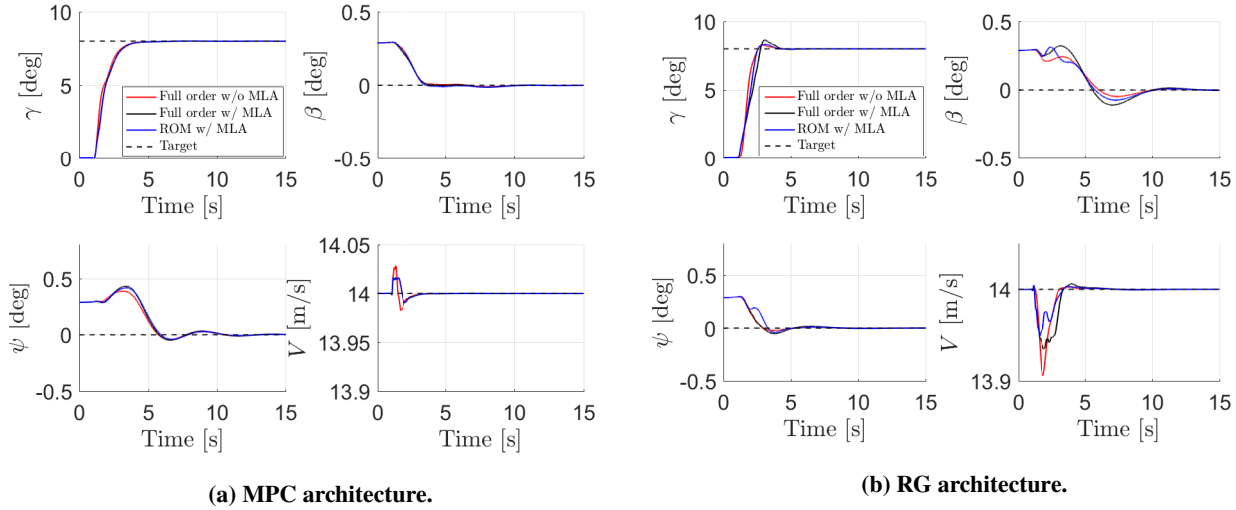 10
5
0
γ [deg]
Full order w/o MLA
Full order w/ MLA
ROM w/ MLA
Target
0 5 10 15
Time [s]
0.5
0
-0.5
β [deg]
0 5 10 15
Time [s]
0.5
0
-0.5
ψ [deg]
0 5 10 15
Time [s]
14.05
14
13.95
13.9
V [m/s]
0 5 10 15
Time [s]
(a) MPC architecture.
10
5
0
γ [deg]
Full order w/o MLA
Full order w/ MLA
ROM w/ MLA
Target
0 5 10 15
Time [s]
0.5
0
-0.5
β [deg]
0 5 10 15
Time [s]
0.5
0
-0.5
ψ [deg]
0 5 10 15
Time [s]
14
13.9
V [m/s]
0 5 10 15
Time [s]
(b) RG architecture.